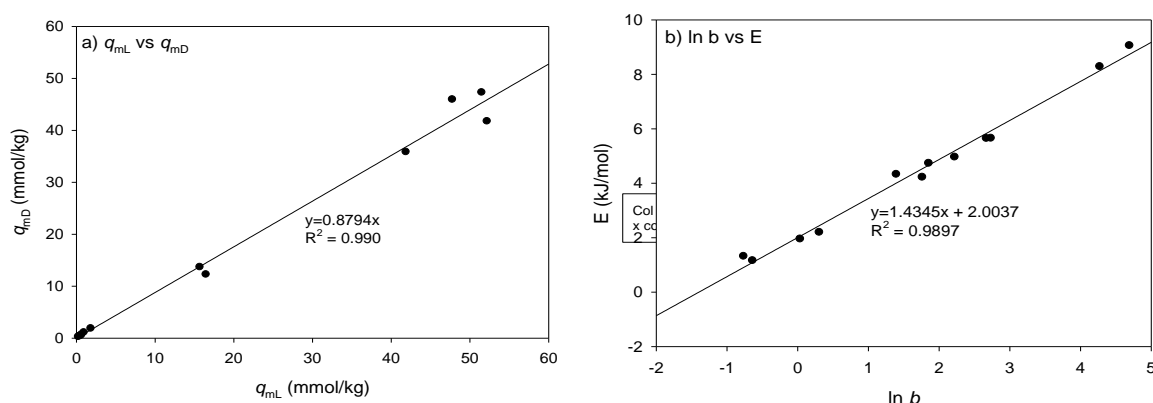 a) qmL vs qmD
60
50
40
30
20
10
0
qmD (mmol/kg)
y=0.8794x
R² = 0.990
0 10 20 30 40 50 60
qmL (mmol/kg)
b) ln b vs E
10
8
6
4
2
0
-2
E (kJ/mol)
Col
x co
y=1.4345x + 2.0037
R² = 0.9897
-2 -1 0 1 2 3 4 5
ln b